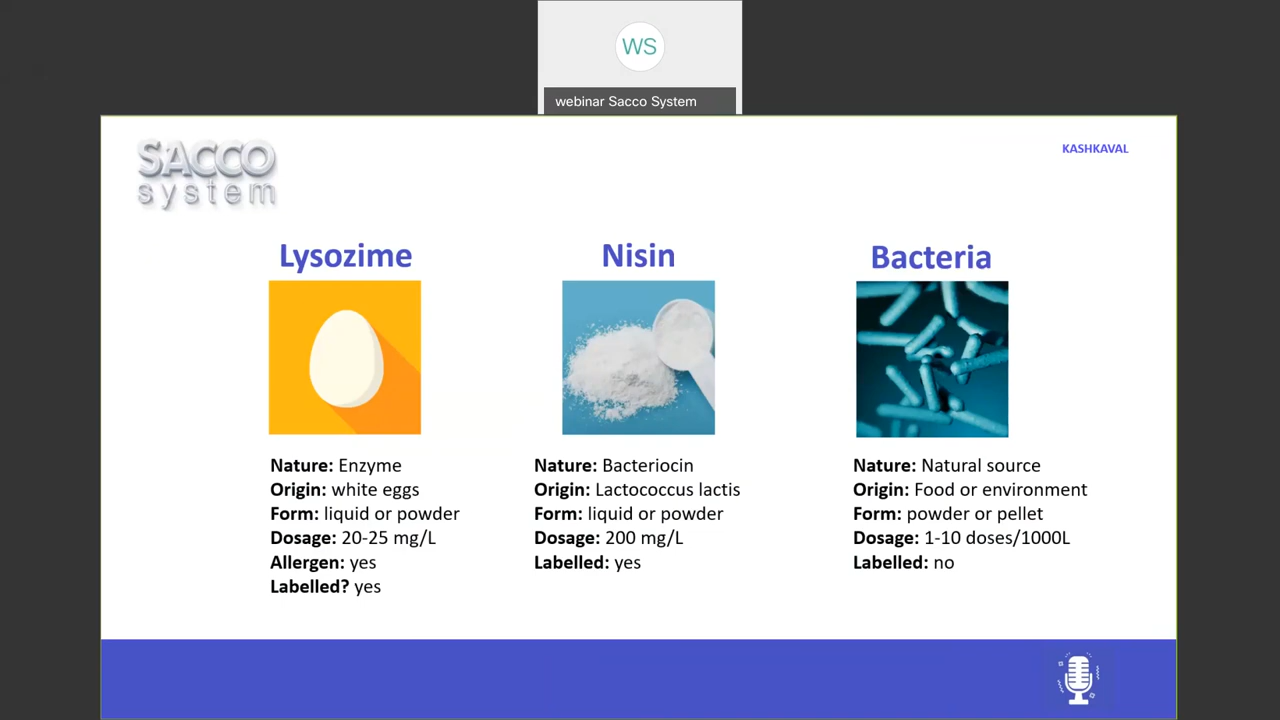 WS
webinar Sacco System
SACCO
system
KASHKAVAL
Lysozime
Nature: Enzyme
Origin: white eggs
Form: liquid or powder
Dosage: 20-25 mg/L
Allergen: yes
Labelled? yes
Nisin
Nature: Bacteriocin
Origin: Lactococcus lactis
Form: liquid or powder
Dosage: 200 mg/L
Labelled: yes
Bacteria
Nature: Natural source
Origin: Food or environment
Form: powder or pellet
Dosage: 1-10 doses/1000L
Labelled: no